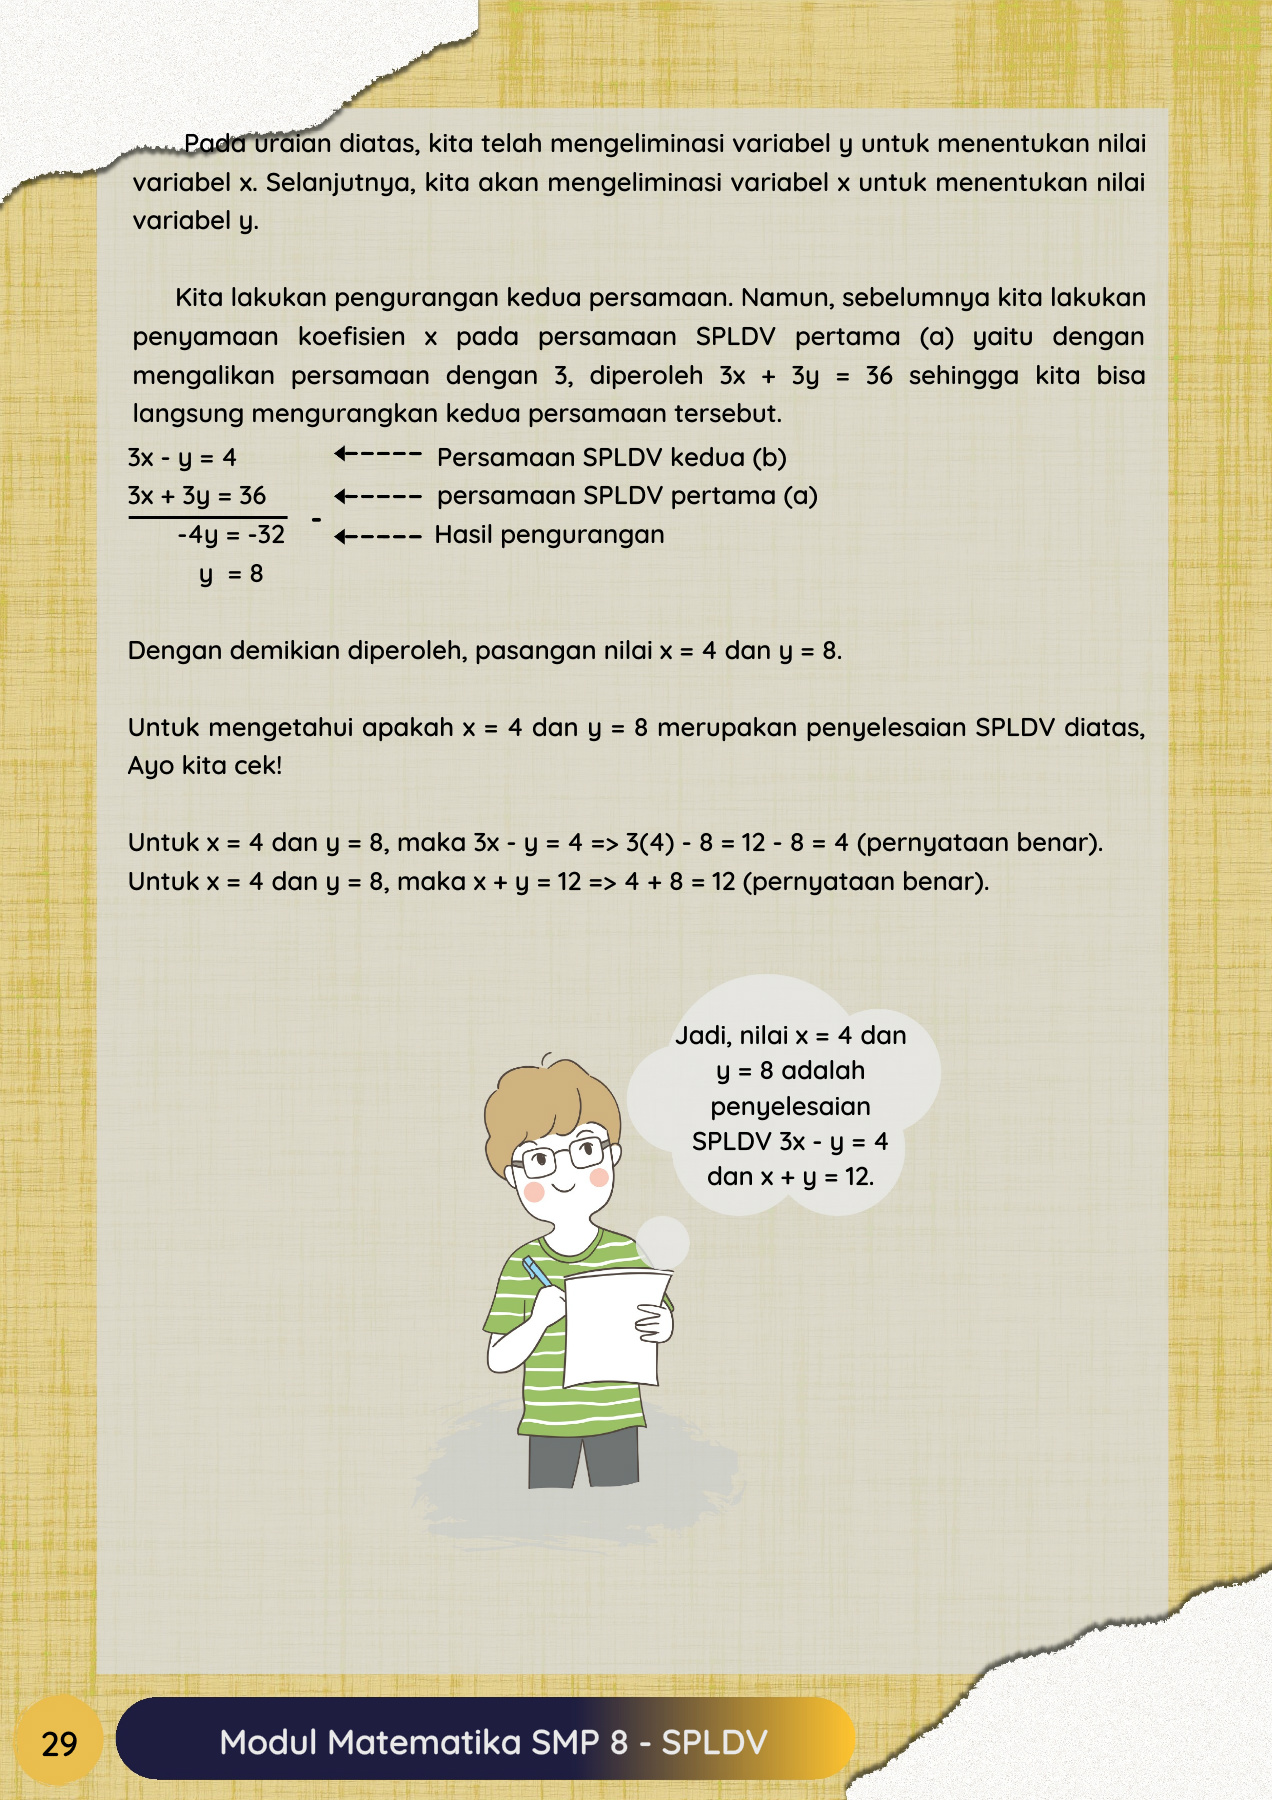 Pada uraian diatas, kita telah mengeliminasi variabel y untuk menentukan nilai
variabel x. Selanjutnya, kita akan mengeliminasi variabel x untuk menentukan nilai
variabel y.
Kita lakukan pengurangan kedua persamaan. Namun, sebelumnya kita lakukan
penyamaan koefisien x pada persamaan SPLDV pertama (a) yaitu dengan
mengalikan persamaan dengan 3, diperoleh 3x + 3y = 36 sehingga kita bisa
langsung mengurangkan kedua persamaan tersebut.
3x - y = 4 Persamaan SPLDV kedua (b)
3x + 3y = 36 persamaan SPLDV pertama (a)
-
-4y = -32 Hasil pengurangan
y = 8
Dengan demikian diperoleh, pasangan nilai x = 4 dan y = 8.
Untuk mengetahui apakah x = 4 dan y = 8 merupakan penyelesaian SPLDV diatas,
Ayo kita cek!
Untuk x = 4 dan y = 8, maka 3x - y = 4 => 3(4) - 8 = 12 - 8 = 4 (pernyataan benar).
Untuk x = 4 dan y = 8, maka x + y = 12 => 4 + 8 = 12 (pernyataan benar).
Jadi, nilai x = 4 dan
y = 8 adalah
penyelesaian
SPLDV 3x - y = 4
dan x + y = 12.
29
Modul Matematika SMP 8 - SPLDV